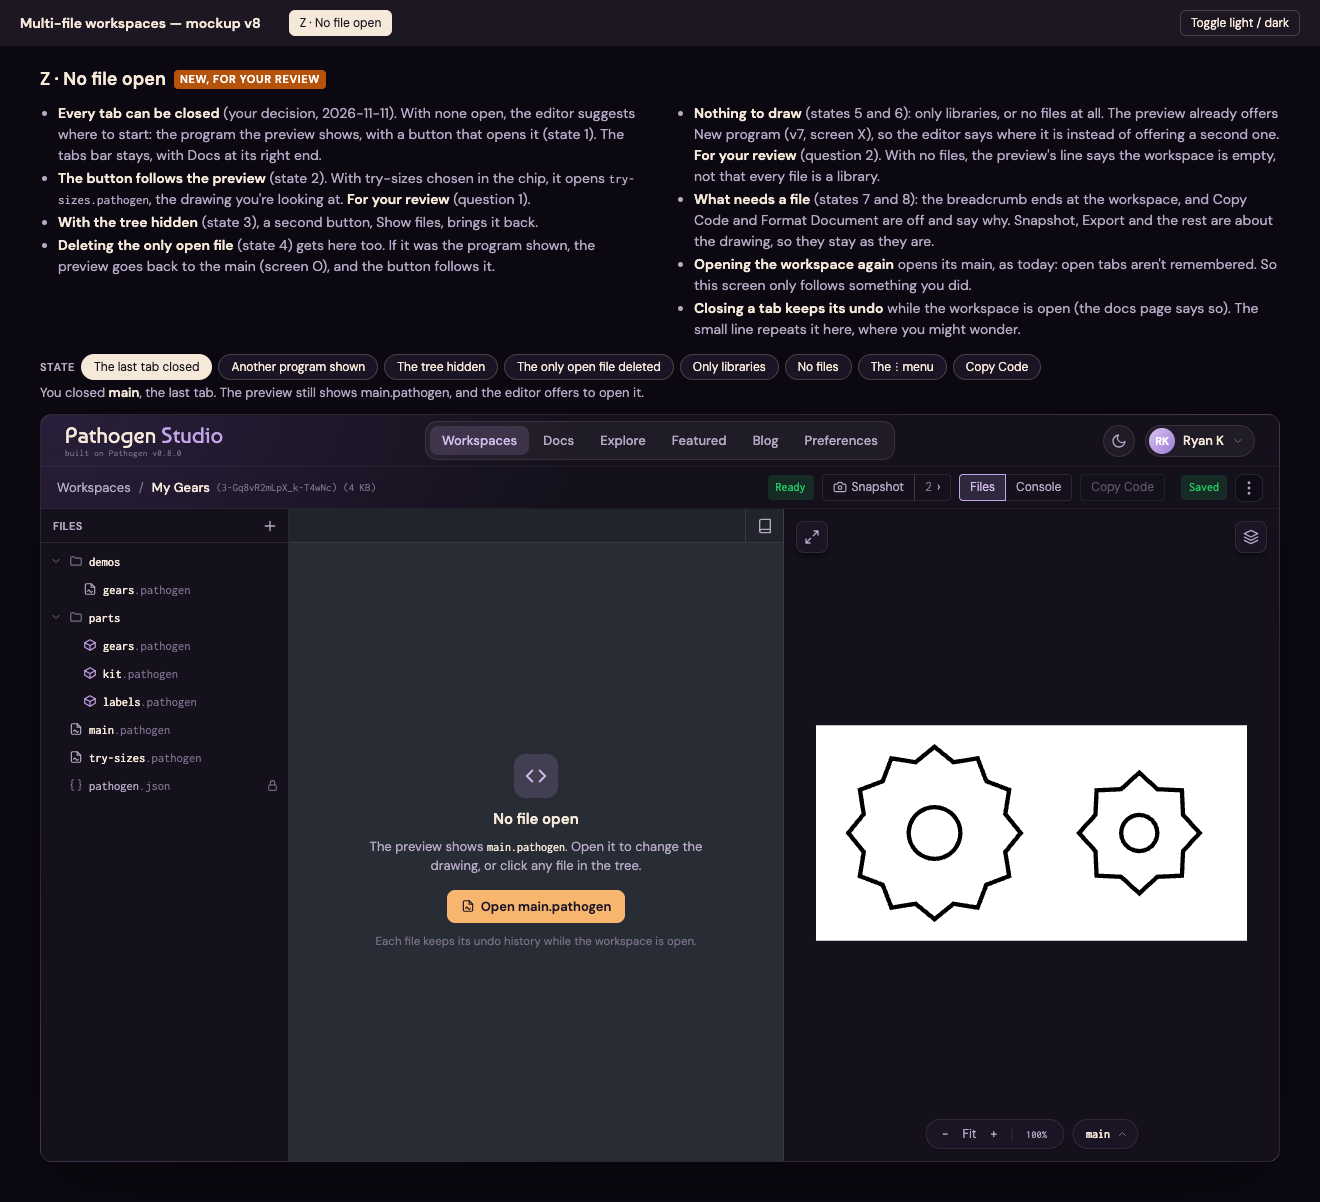 Multi-file workspaces — mockup v8
Z · No file open
Toggle light / dark
Z · No file open
NEW, FOR YOUR REVIEW
Every tab can be closed (your decision, 2026-11-11). With none open, the editor suggests
where to start: the program the preview shows, with a button that opens it (state 1). The
tabs bar stays, with Docs at its right end.
The button follows the preview (state 2). With try-sizes chosen in the chip, it opens try-
sizes.pathogen, the drawing you're looking at. For your review (question 1).
With the tree hidden (state 3), a second button, Show files, brings it back.
Deleting the only open file (state 4) gets here too. If it was the program shown, the
preview goes back to the main (screen O), and the button follows it.
Nothing to draw (states 5 and 6): only libraries, or no files at all. The preview already offers
New program (v7, screen X), so the editor says where it is instead of offering a second one.
For your review (question 2). With no files, the preview's line says the workspace is empty,
not that every file is a library.
What needs a file (states 7 and 8): the breadcrumb ends at the workspace, and Copy
Code and Format Document are off and say why. Snapshot, Export and the rest are about
the drawing, so they stay as they are.
Opening the workspace again opens its main, as today: open tabs aren't remembered. So
this screen only follows something you did.
Closing a tab keeps its undo while the workspace is open (the docs page says so). The
small line repeats it here, where you might wonder.
STATE
The last tab closed
Another program shown
The tree hidden
The only open file deleted
Only libraries
No files
The ⋮ menu
Copy Code
You closed main, the last tab. The preview still shows main.pathogen, and the editor offers to open it.
Pathogen Studio
built on Pathogen v0.8.0
Workspaces
Docs
Explore
Featured
Blog
Preferences
RK
Ryan K
Workspaces / My Gears (3-Gq8vR2mLpX_k-T4wNc) (4 KB)
Ready
Snapshot
2 ›
Files
Console
Copy Code
Saved
FILES
demos
gears.pathogen
parts
gears.pathogen
kit.pathogen
labels.pathogen
main.pathogen
try-sizes.pathogen
{} pathogen.json
No file open
The preview shows main.pathogen. Open it to change the
drawing, or click any file in the tree.
Open main.pathogen
Each file keeps its undo history while the workspace is open.
- Fit + 100%
main